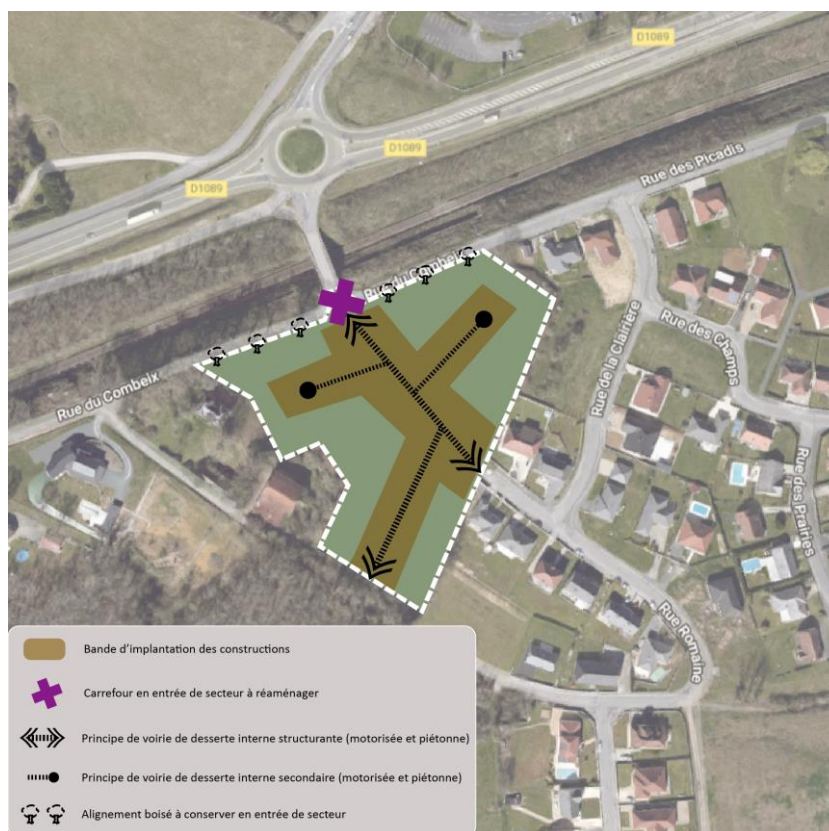 D1089
D1089
D1089
Rue des Picadis
Rue du Combeix
Rue du Combeix
Rue de la Clairière
Rue des Champs
Rue des Prairies
Rue Romaine
Bande d'implantation des constructions
Carrefour en entrée de secteur à réaménager
Principe de voirie de desserte interne structurante (motorisée et piétonne)
Principe de voirie de desserte interne secondaire (motorisée et piétonne)
Alignement boisé à conserver en entrée de secteur